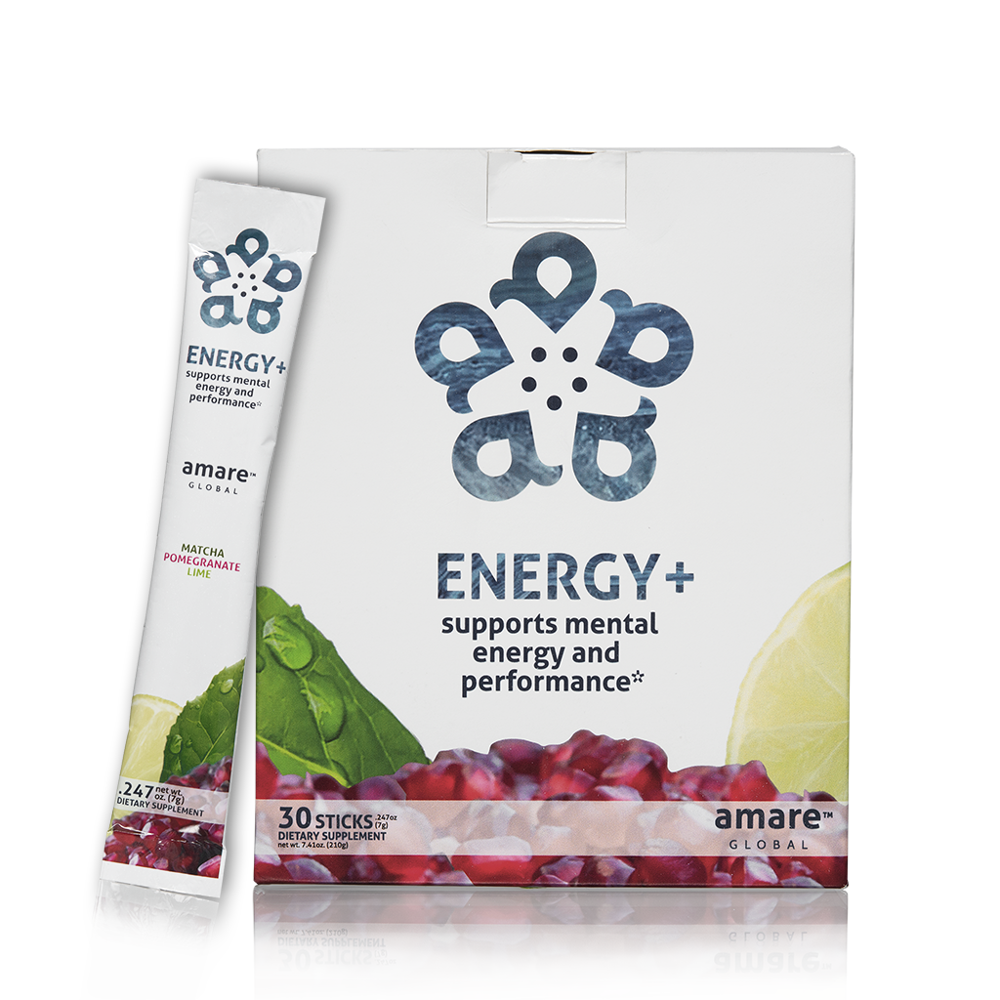 ENERGY+
supports mental
energy and
performance*
amare™
GLOBAL
MATCHA
POMEGRANATE
LIME
.247 net wt.
oz. (7g)
DIETARY SUPPLEMENT
ENERGY+
supports mental
energy and
performance*
30 STICKS .247oz
(7g)
DIETARY SUPPLEMENT
net wt. 7.41oz. (210g)
amare™
GLOBAL